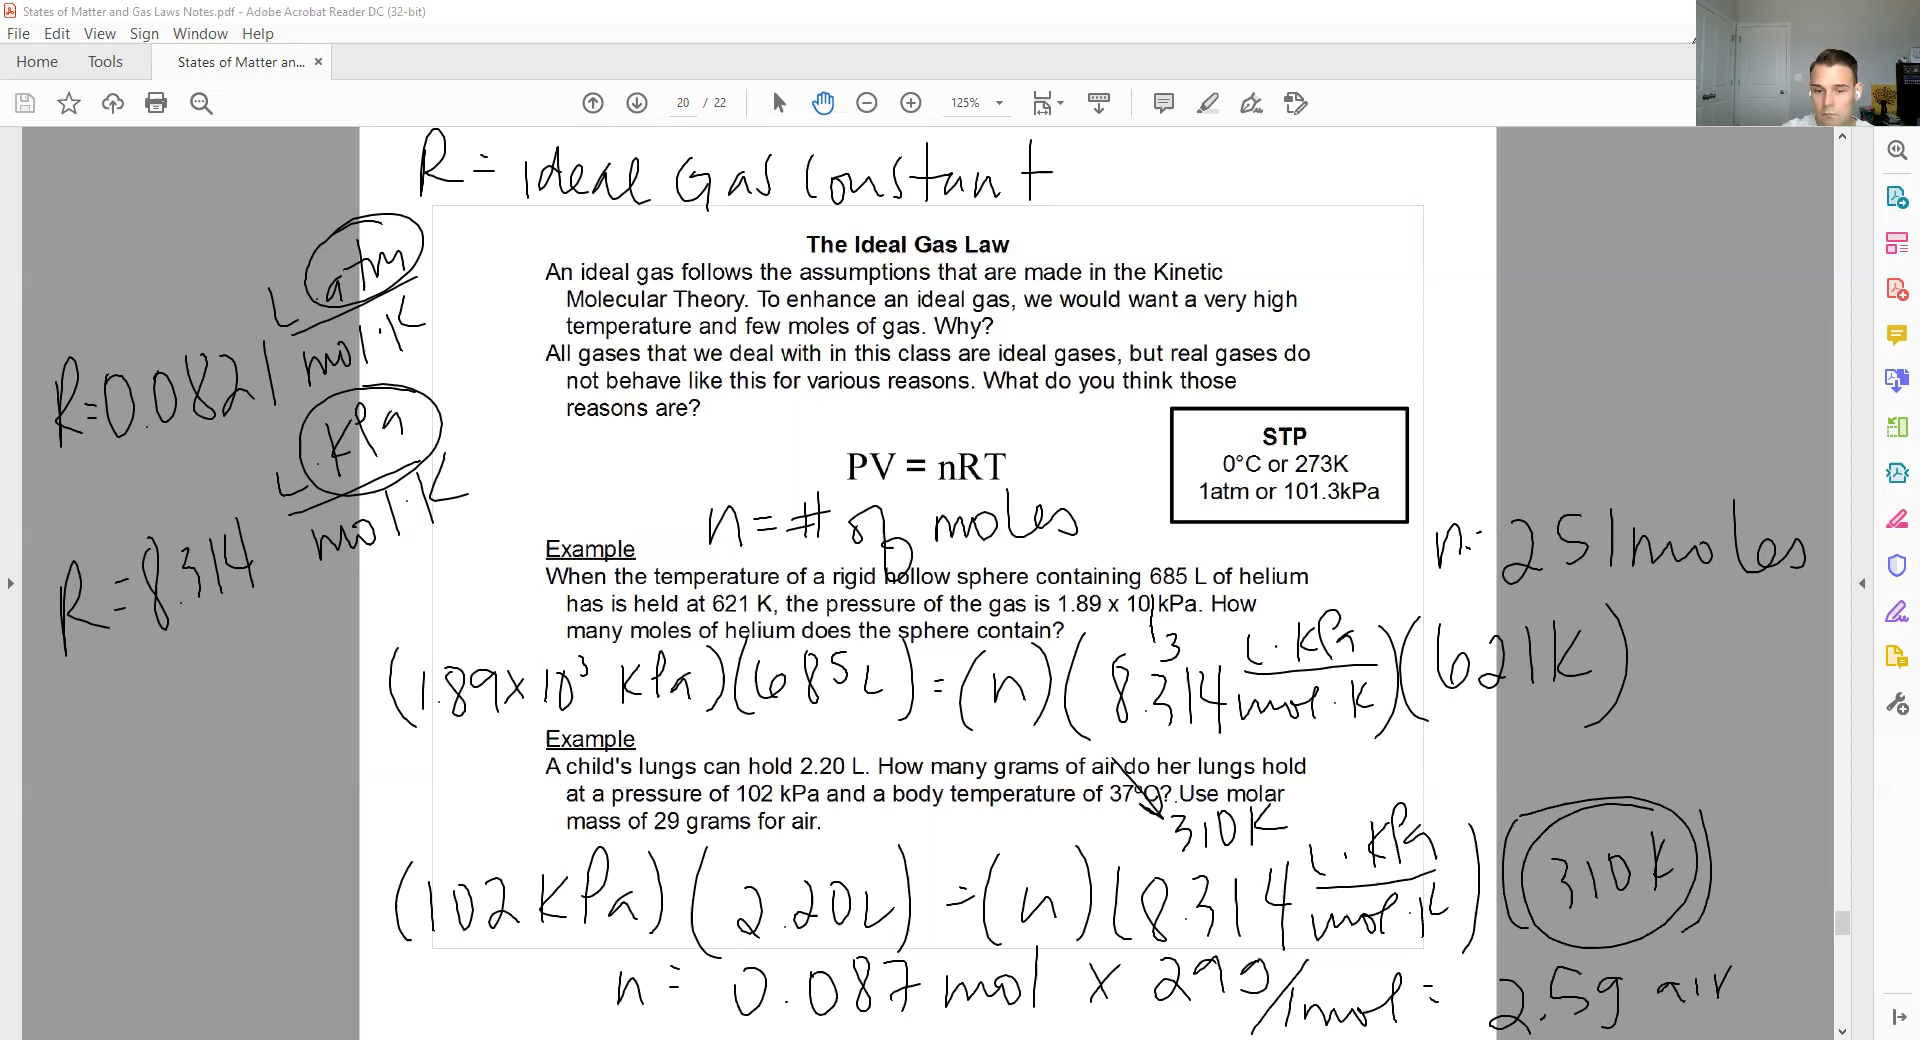 States of Matter and Gas Laws Notes.pdf - Adobe Acrobat Reader DC (32-bit)
File Edit View Sign Window Help
Home Tools States of Matter an... ×
20 / 22 125%
R = ideal Gas Constant
The Ideal Gas Law
An ideal gas follows the assumptions that are made in the Kinetic
Molecular Theory. To enhance an ideal gas, we would want a very high
temperature and few moles of gas. Why?
All gases that we deal with in this class are ideal gases, but real gases do
not behave like this for various reasons. What do you think those
reasons are?
R=0.0821 L.atm/mol.K
R=8.314 L.kPa/mol.K
PV = nRT
STP
0°C or 273K
1atm or 101.3kPa
n = # of moles
Example
When the temperature of a rigid hollow sphere containing 685 L of helium
has is held at 621 K, the pressure of the gas is 1.89 x 10 kPa. How
many moles of helium does the sphere contain?
3
n = 251 moles
(1.89 x 10³ kPa)(685 L) = (n)(8.314 L.kPa/mol.K)(621K)
Example
A child's lungs can hold 2.20 L. How many grams of air do her lungs hold
at a pressure of 102 kPa and a body temperature of 37°C? Use molar
mass of 29 grams for air.
310K
(102 kPa)(2.20L) = (n)(8.314 L.kPa/mol.K)(310K)
n = 0.087 mol x 29g/1mol = 2.5g air